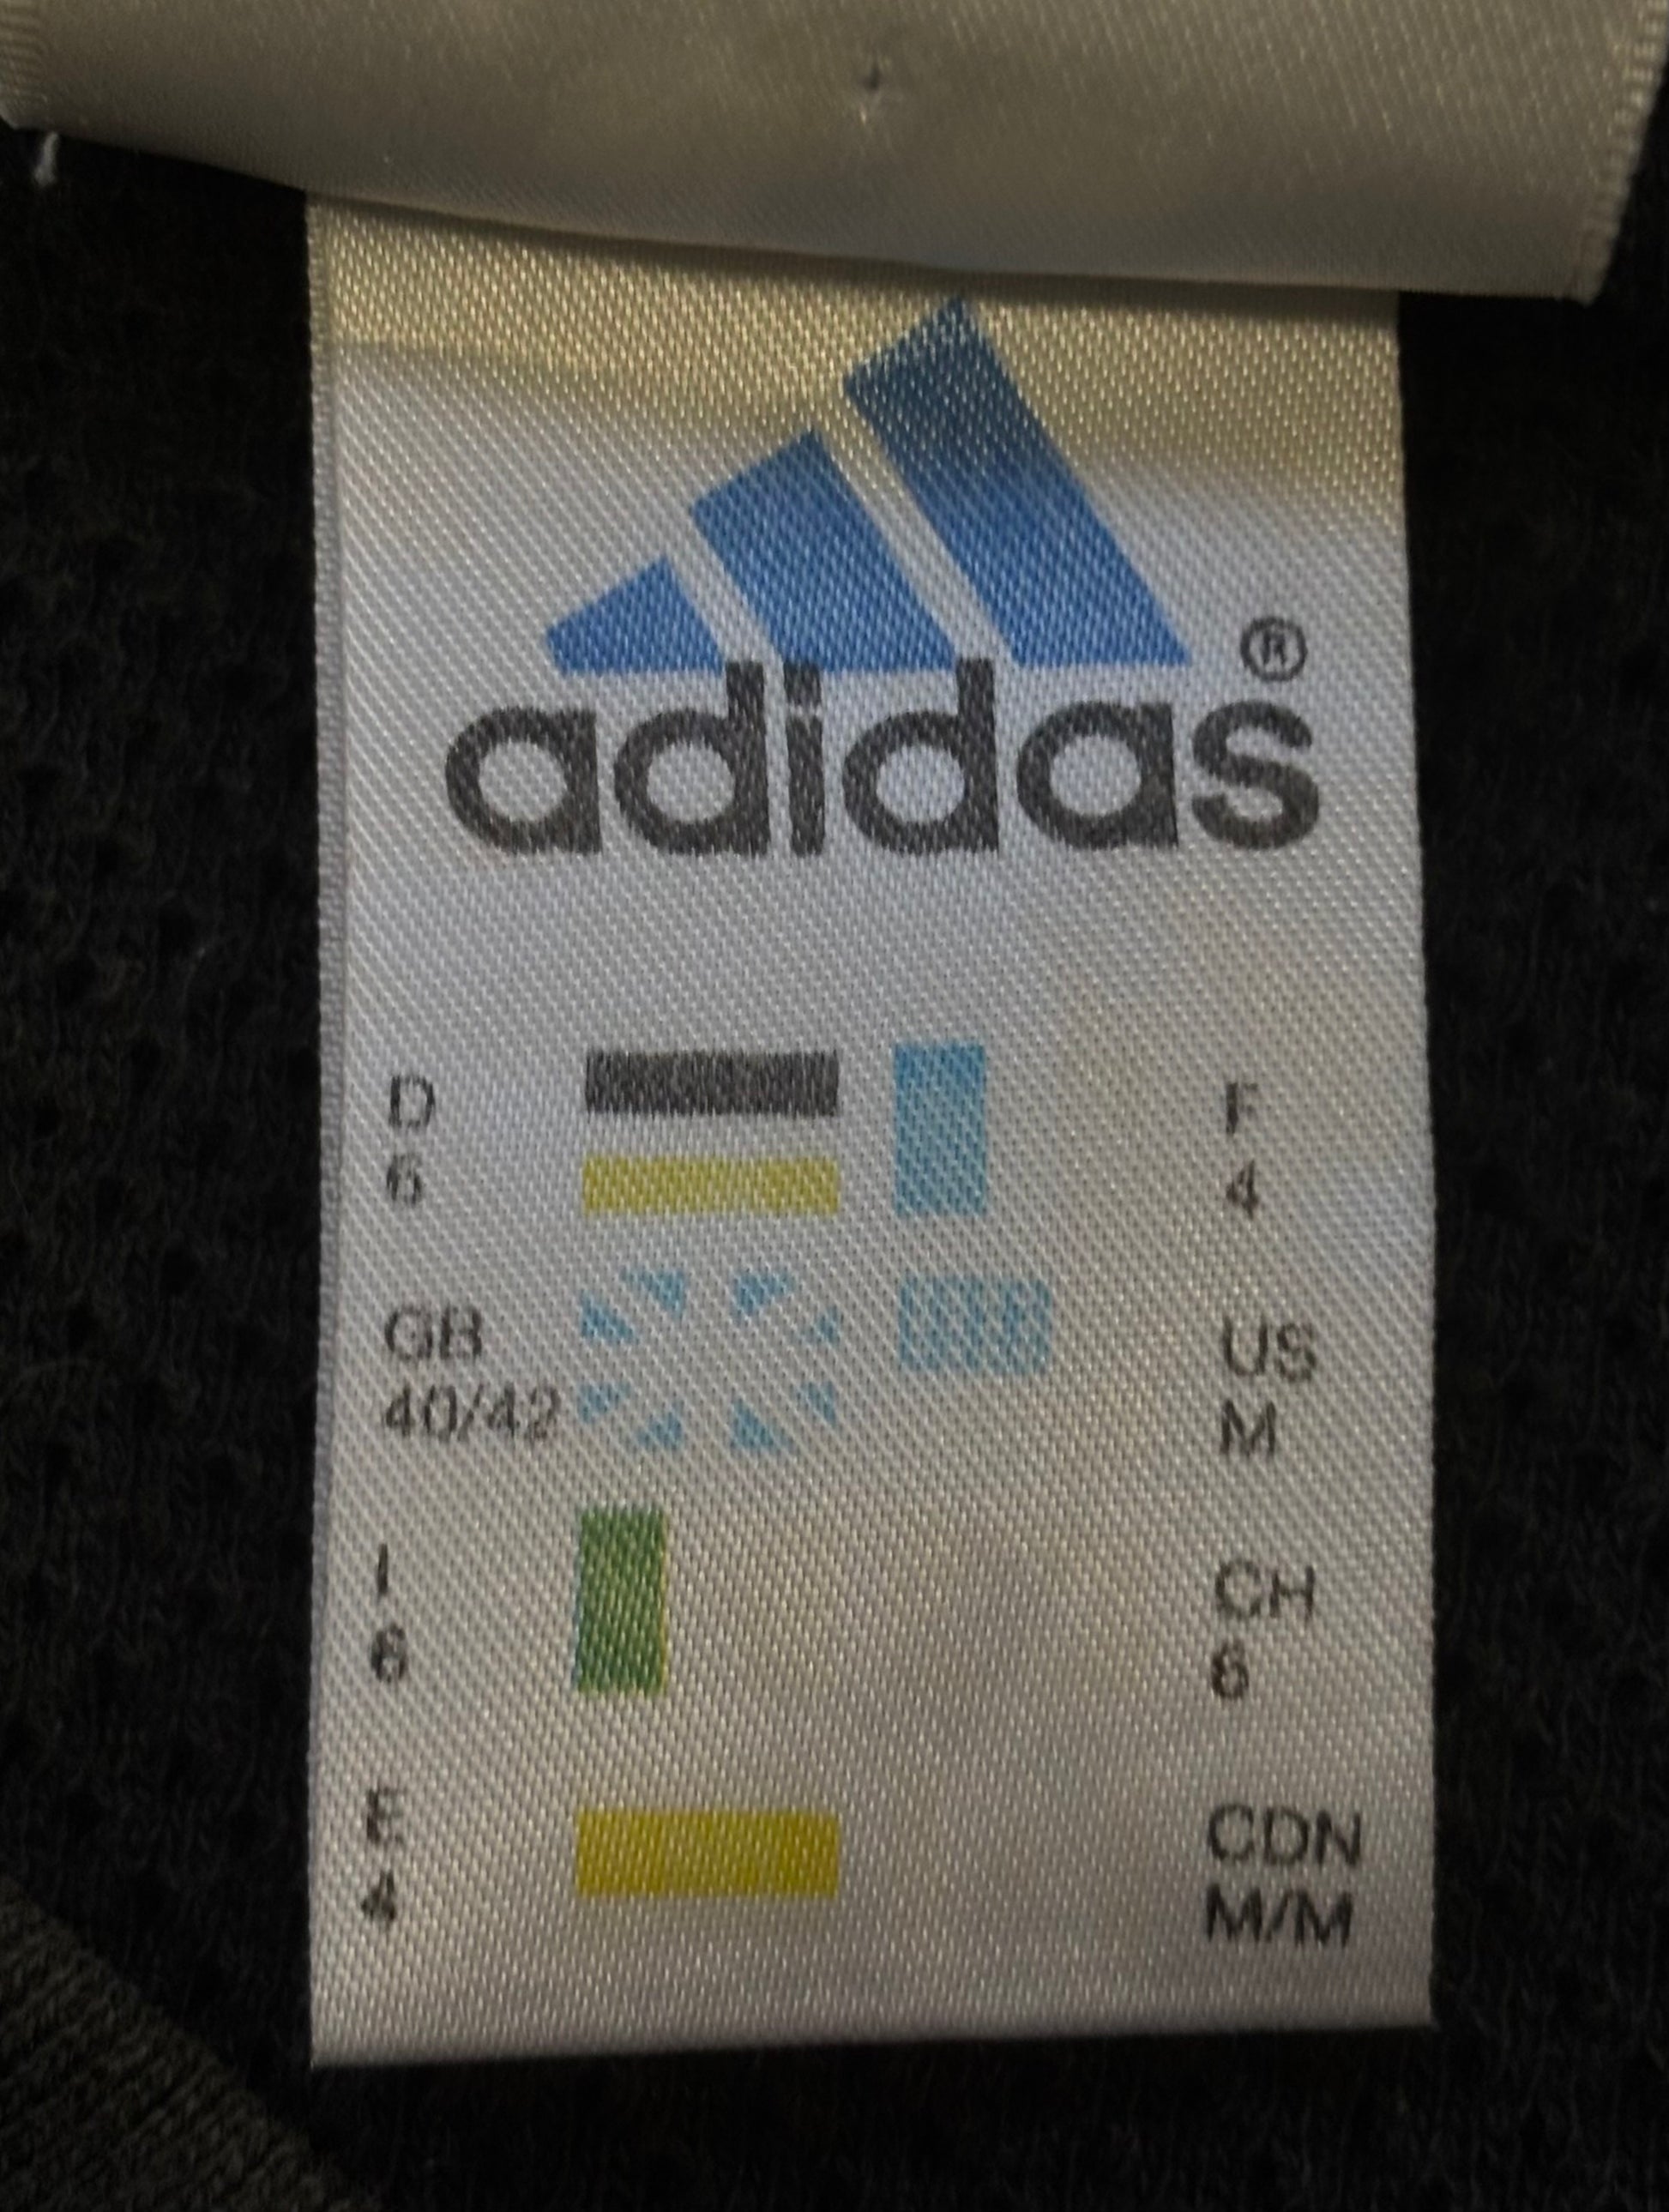 adidas®
D F
6 4
GB US
40/42 M
I CH
6 6
E CDN
4 M/M